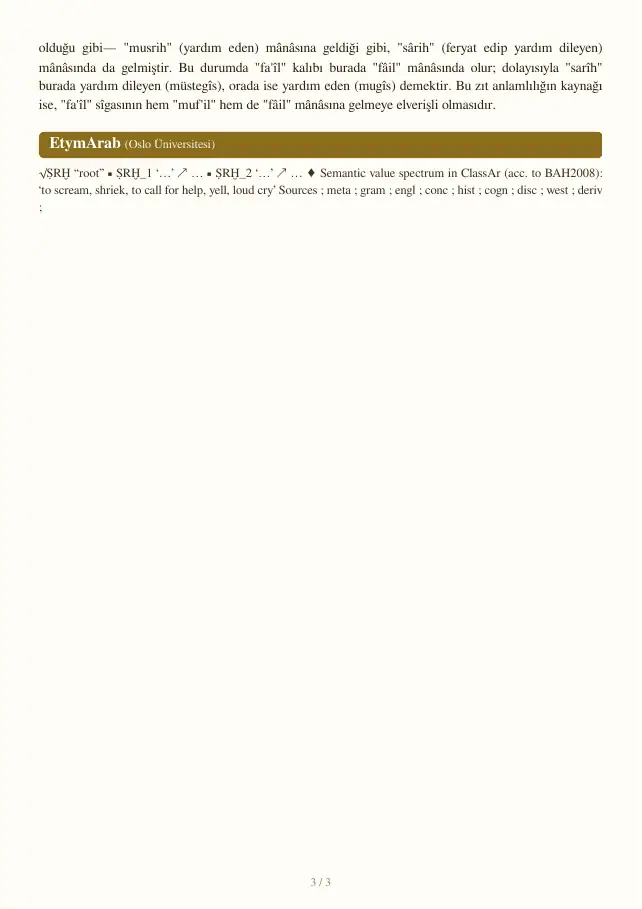 olduğu gibi— "musrih" (yardım eden) mânâsına geldiği gibi, "sârih" (feryat edip yardım dileyen)
mânâsında da gelmiştir. Bu durumda "fa'îl" kalıbı burada "fâil" mânâsında olur; dolayısıyla "sarîh"
burada yardım dileyen (müstegîs), orada ise yardım eden (mugîs) demektir. Bu zıt anlamlılığın kaynağı
ise, "fa'îl" sîgasının hem "muf'il" hem de "fâil" mânâsına gelmeye elverişli olmasıdır.
EtymArab (Oslo Üniversitesi)
√ṢRḪ “root” ▪ ṢRḪ_1 ‘…’ ↗ … ▪ ṢRḪ_2 ‘…’ ↗ … ♦ Semantic value spectrum in ClassAr (acc. to BAH2008):
‘to scream, shriek, to call for help, yell, loud cry’ Sources ; meta ; gram ; engl ; conc ; hist ; cogn ; disc ; west ; deriv
;
3 / 3